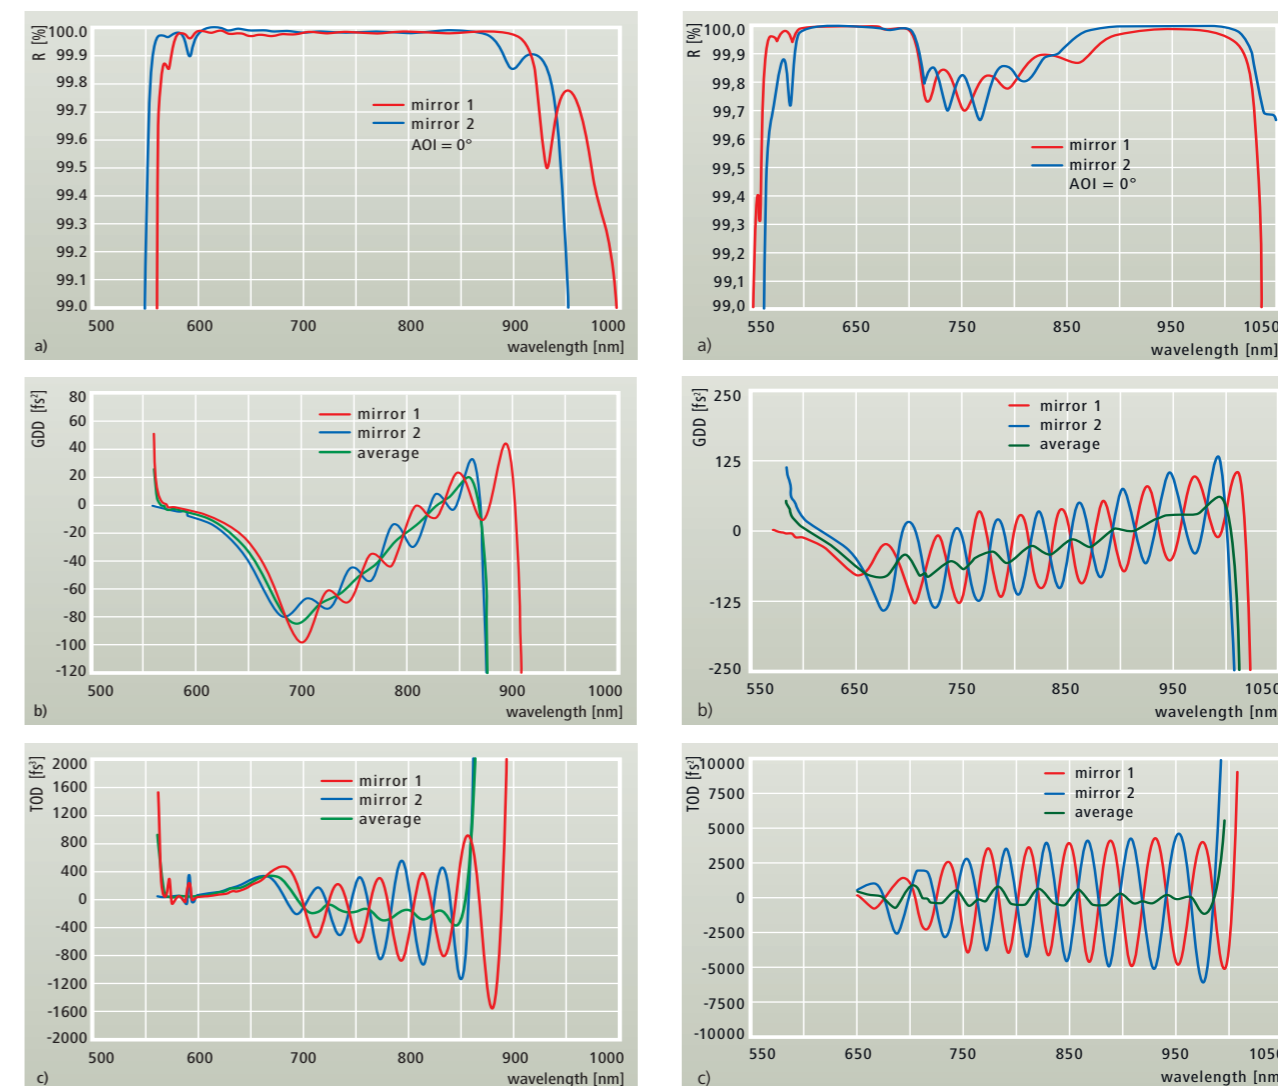 R [%]
100.0
99.9
99.8
99.7
99.6
99.5
99.4
99.3
99.2
99.1
99.0
mirror 1
mirror 2
AOI = 0°
500 600 700 800 900 1000
a) wavelength [nm]
R [%]
100,0
99,9
99,8
99,7
99,6
99,5
99,4
99,3
99,2
99,1
99,0
mirror 1
mirror 2
AOI = 0°
550 650 750 850 950 1050
a) wavelength [nm]
GDD [fs²]
80
60
40
20
0
-20
-40
-60
-80
-100
-120
mirror 1
mirror 2
average
500 600 700 800 900 1000
b) wavelength [nm]
GDD [fs²]
250
125
0
-125
-250
mirror 1
mirror 2
average
550 650 750 850 950 1050
b) wavelength [nm
TOD [fs³]
2000
1600
1200
800
400
0
-400
-800
-1200
-1600
-2000
mirror 1
mirror 2
average
500 600 700 800 900 1000
c) wavelength [nm]
TOD [fs³]
10000
7500
5000
2500
0
-2500
-5000
-7500
-10000
mirror 1
mirror 2
average
550 650 750 850 950 1050
c) wavelength [nm